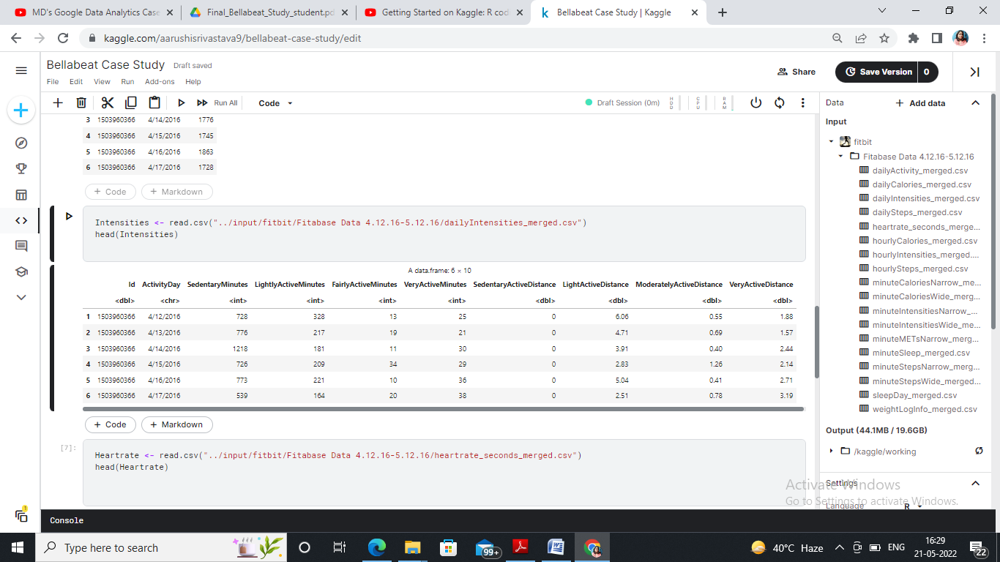 MD's Google Data Analytics Case
Final_Bellabeat_Study_student.pd
Getting Started on Kaggle: R cod
Bellabeat Case Study | Kaggle
kaggle.com/aarushisrivastava9/bellabeat-case-study/edit
Bellabeat Case Study Draft saved
File Edit View Run Add-ons Help
Share
Save Version 0
Run All Code
Draft Session (0m) HDD CPU RAM
3 1503960366 4/14/2016 1776
4 1503960366 4/15/2016 1745
5 1503960366 4/16/2016 1863
6 1503960366 4/17/2016 1728
+ Code + Markdown
Intensities <- read.csv("../input/fitbit/Fitabase Data 4.12.16-5.12.16/dailyIntensities_merged.csv")
head(Intensities)
A data.frame: 6 × 10
Id ActivityDay SedentaryMinutes LightlyActiveMinutes FairlyActiveMinutes VeryActiveMinutes SedentaryActiveDistance LightActiveDistance ModeratelyActiveDistance VeryActiveDistance
<dbl> <chr> <int> <int> <int> <int> <dbl> <dbl> <dbl> <dbl>
1 1503960366 4/12/2016 728 328 13 25 0 6.06 0.55 1.88
2 1503960366 4/13/2016 776 217 19 21 0 4.71 0.69 1.57
3 1503960366 4/14/2016 1218 181 11 30 0 3.91 0.40 2.44
4 1503960366 4/15/2016 726 209 34 29 0 2.83 1.26 2.14
5 1503960366 4/16/2016 773 221 10 36 0 5.04 0.41 2.71
6 1503960366 4/17/2016 539 164 20 38 0 2.51 0.78 3.19
+ Code + Markdown
[7]:
Heartrate <- read.csv("../input/fitbit/Fitabase Data 4.12.16-5.12.16/heartrate_seconds_merged.csv")
head(Heartrate)
Console
Data + Add data
Input
fitbit
Fitabase Data 4.12.16-5.12.16
dailyActivity_merged.csv
dailyCalories_merged.csv
dailyIntensities_merged.csv
dailySteps_merged.csv
heartrate_seconds_merge...
hourlyCalories_merged.csv
hourlyIntensities_merged....
hourlySteps_merged.csv
minuteCaloriesNarrow_me...
minuteCaloriesWide_merg...
minuteIntensitiesNarrow_...
minuteIntensitiesWide_me...
minuteMETsNarrow_merg...
minuteSleep_merged.csv
minuteStepsNarrow_merg...
minuteStepsWide_merged...
sleepDay_merged.csv
weightLogInfo_merged.csv
Output (44.1MB / 19.6GB)
/kaggle/working
Settings
Language R
Activate Windows
Go to Settings to activate Windows.
1
Type here to search
99+
40°C Haze
ENG
16:29
21-05-2022
22